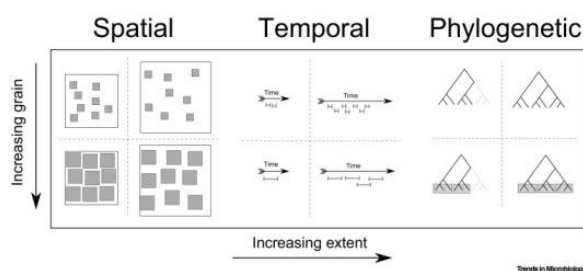 Spatial Temporal Phylogenetic
Increasing grain
Time Time
Time Time
Increasing extent
Trends in Microbiology